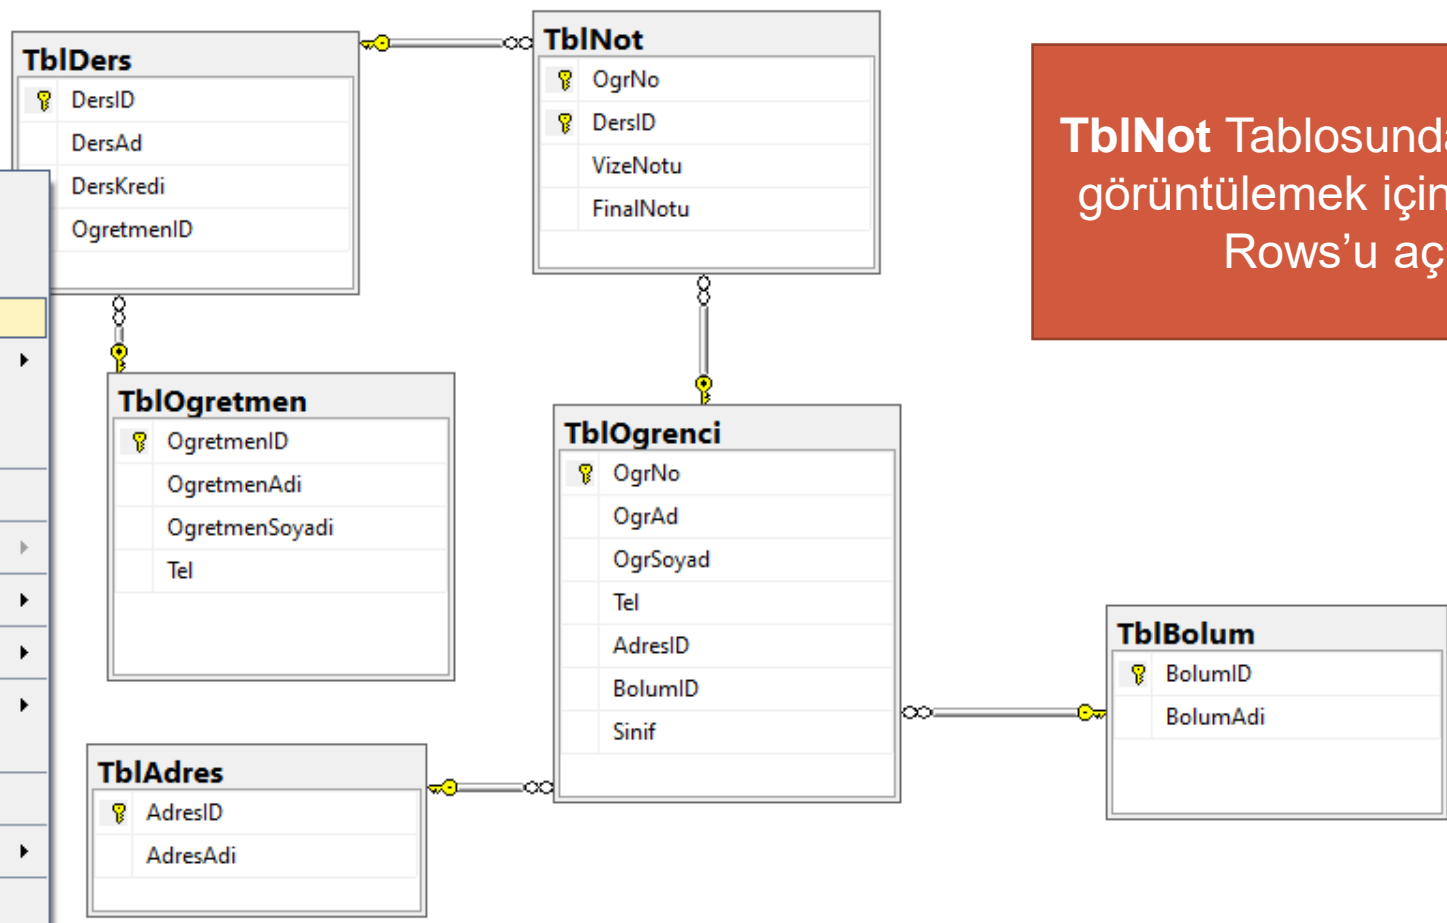 TblDers
DersID
DersAd
DersKredi
OgretmenID
TblNot
OgrNo
DersID
VizeNotu
FinalNotu
TblNot Tablosunda
görüntülemek için
Rows’u aç
TblOgretmen
OgretmenID
OgretmenAdi
OgretmenSoyadi
Tel
TblOgrenci
OgrNo
OgrAd
OgrSoyad
Tel
AdresID
BolumID
Sinif
TblBolum
BolumID
BolumAdi
TblAdres
AdresID
AdresAdi